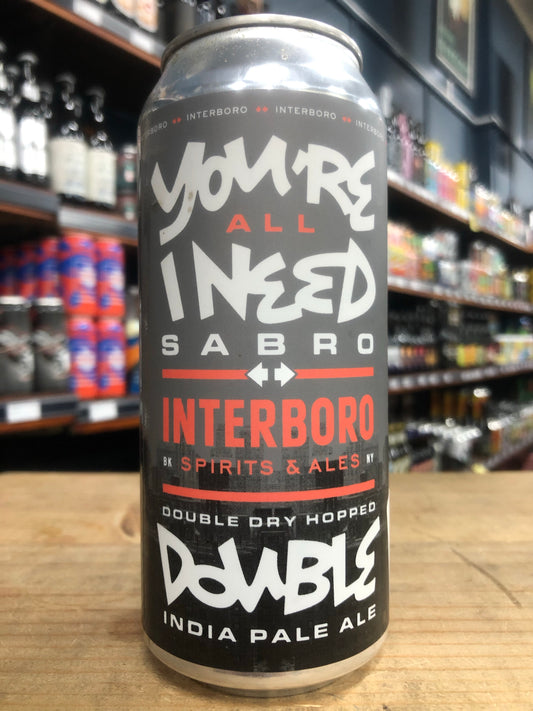 INTERBORO ◆◆ INTERBORO ◆◆ INTERBORO ◆◆ INTERBORO
YOU'RE
ALL
I NEED
SABRO
INTERBORO
BK SPIRITS & ALES NY
DOUBLE DRY HOPPED
DOUBLE
INDIA PALE ALE